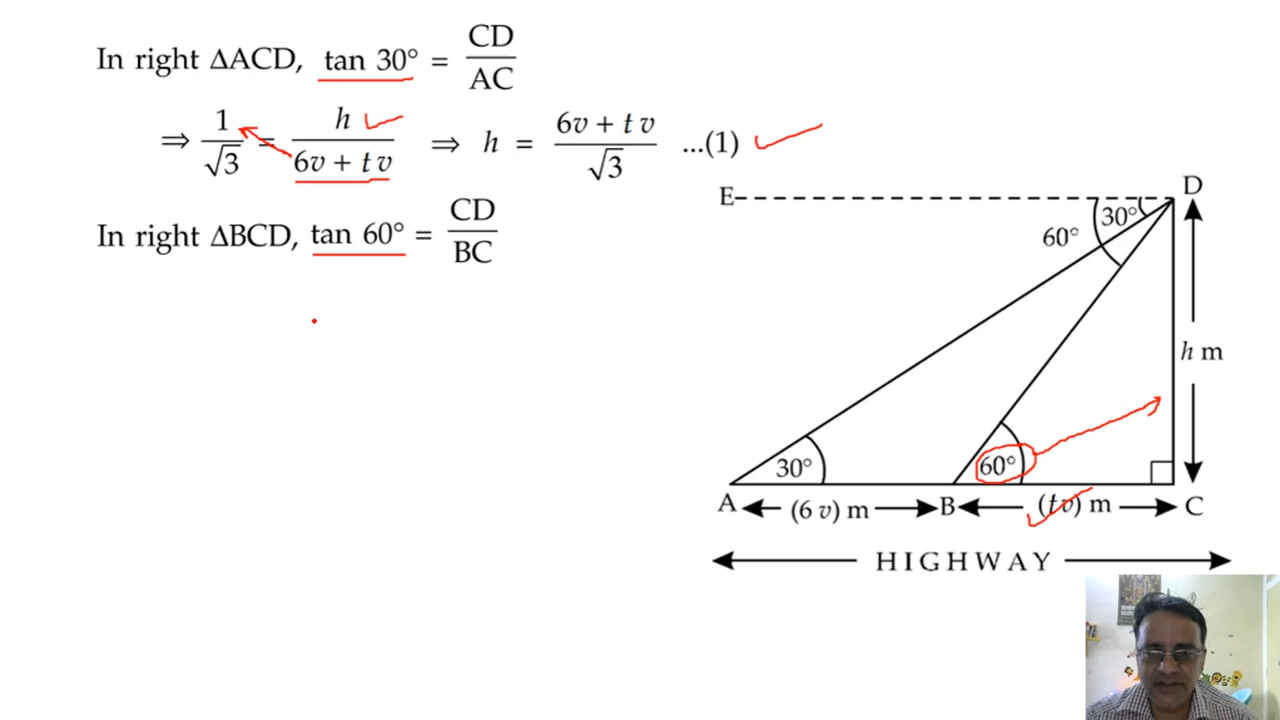 In right ΔACD, tan 30° = CD/AC
⇒ 1/√3 = h/(6v + t v) ⇒ h = (6v + t v)/√3 ...(1)
In right ΔBCD, tan 60° = CD/BC
E
D
30°
60°
h m
30°
60°
A
(6 v) m
B
(tv) m
C
HIGHWAY